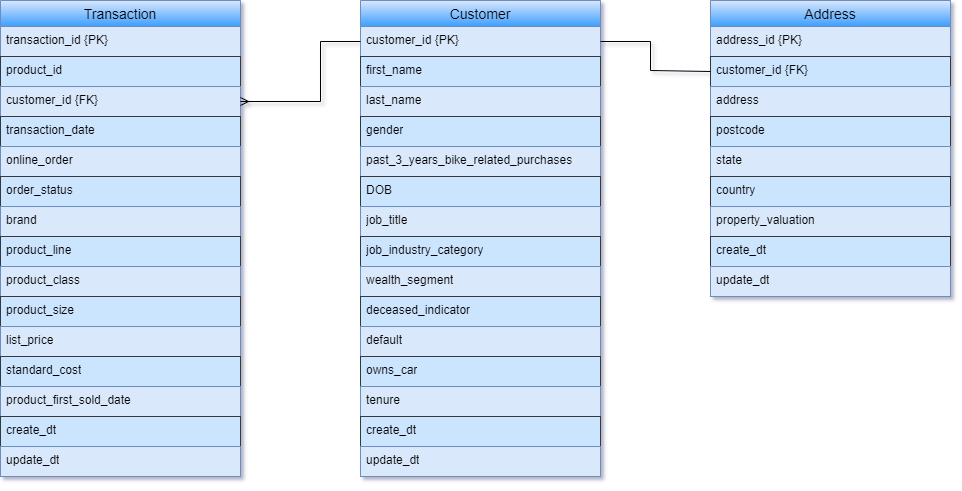 Transaction
transaction_id {PK}
product_id
customer_id {FK}
transaction_date
online_order
order_status
brand
product_line
product_class
product_size
list_price
standard_cost
product_first_sold_date
create_dt
update_dt
Customer
customer_id {PK}
first_name
last_name
gender
past_3_years_bike_related_purchases
DOB
job_title
job_industry_category
wealth_segment
deceased_indicator
default
owns_car
tenure
create_dt
update_dt
Address
address_id {PK}
customer_id {FK}
address
postcode
state
country
property_valuation
create_dt
update_dt